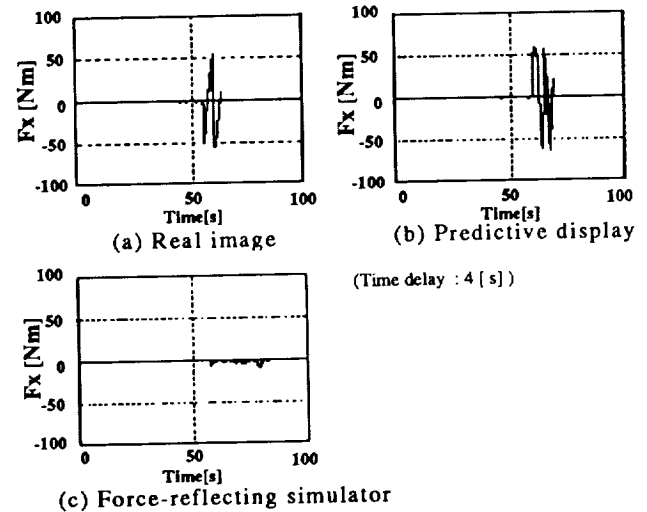 100
50
0
-50
-100
Fx [Nm]
0 50 100
Time[s]
(a) Real image
100
50
0
-50
-100
Fx [Nm]
0 50 100
Time[s]
(b) Predictive display
(Time delay : 4 [ s] )
100
50
0
-50
-100
Fx [Nm]
0 50 100
Time[s]
(c) Force-reflecting simulator